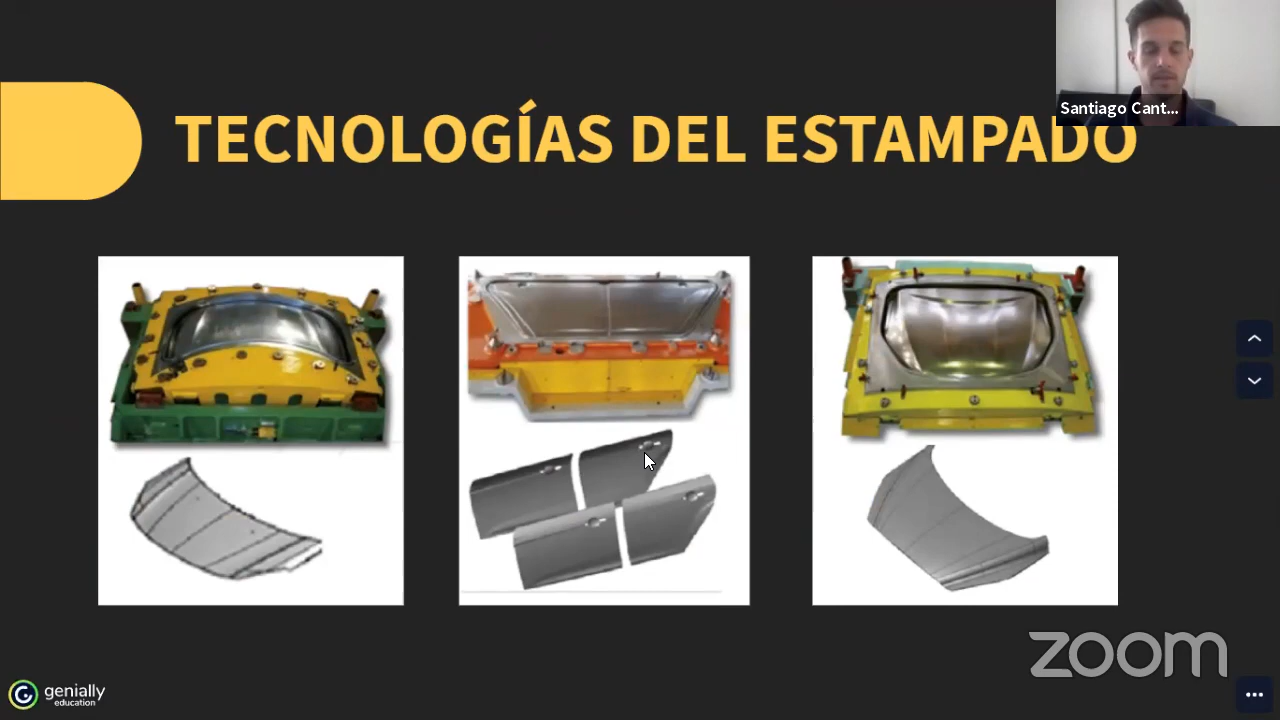 Santiago Cant...
TECNOLOGÍAS DEL ESTAMPADO
zoom
genially
education